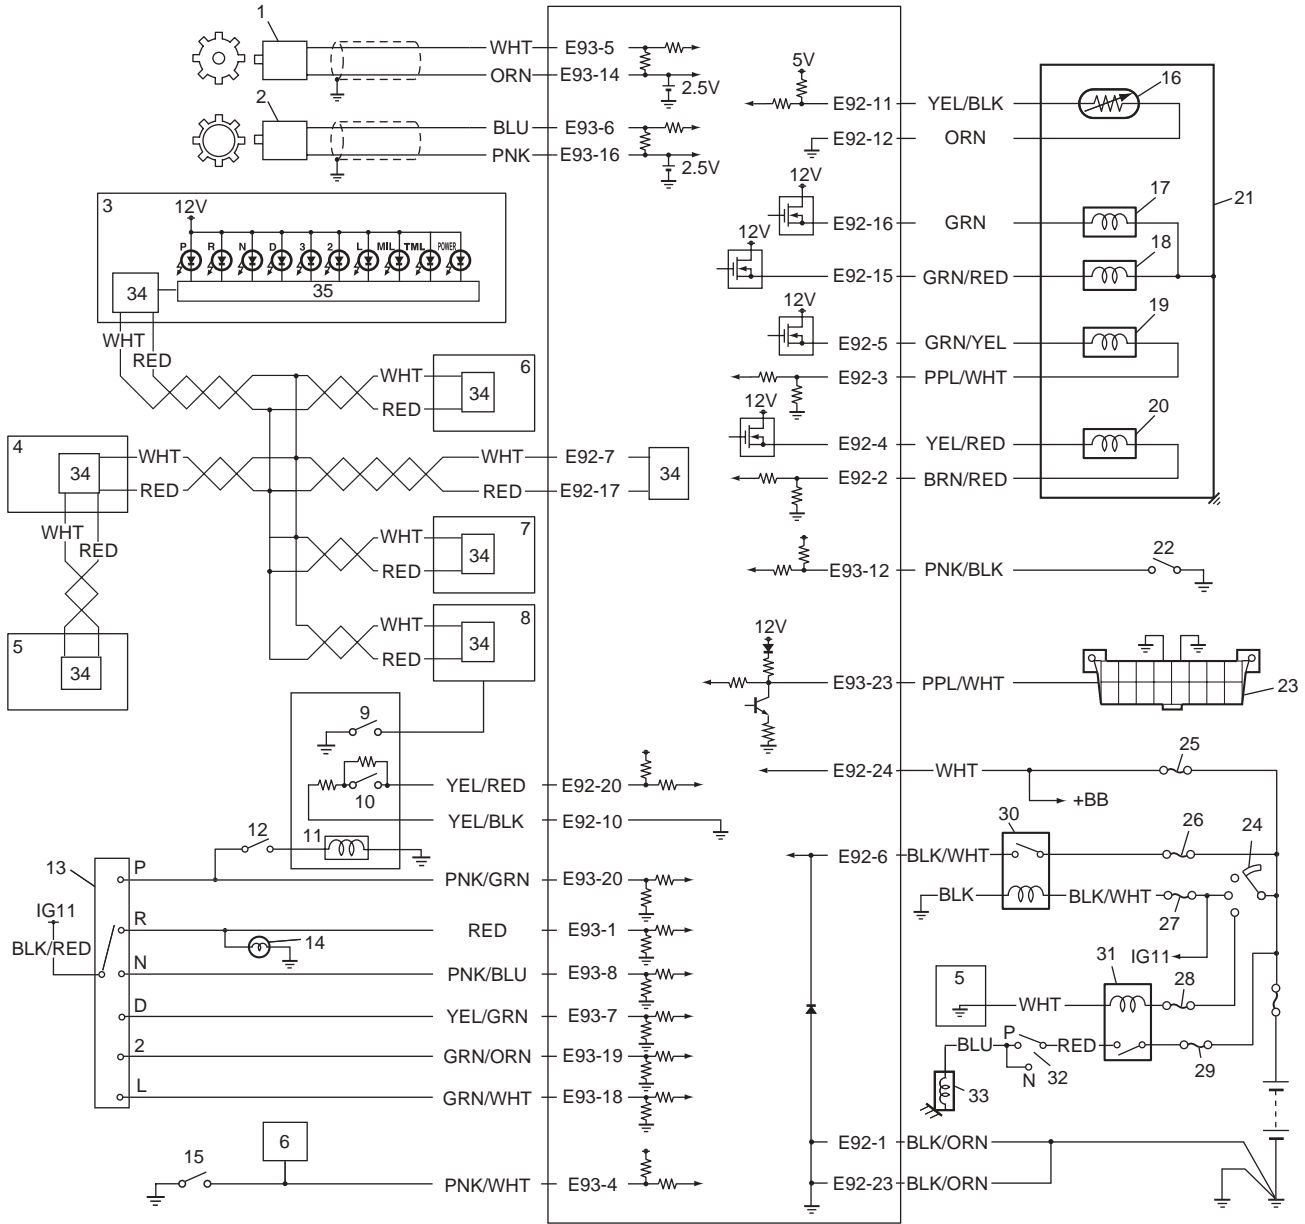 1
WHT E93-5
ORN E93-14
2.5V
2
BLU E93-6
PNK E93-16
2.5V
5V
E92-11 YEL/BLK
16
E92-12 ORN
12V
E92-16 GRN
17
21
12V
E92-15 GRN/RED
18
12V
E92-5 GRN/YEL
19
E92-3 PPL/WHT
12V
E92-4 YEL/RED
20
E92-2 BRN/RED
3
12V
P R N D 3 2 L MIL TML POWER
34
35
WHT
RED
WHT
RED
34
6
4
34
WHT
RED
WHT E92-7
RED E92-17
34
WHT
RED
WHT
RED
34
7
5
34
WHT
RED
34
8
E93-12 PNK/BLK
22
12V
E93-23 PPL/WHT
23
9
10
YEL/RED E92-20
YEL/BLK E92-10
11
12
13
P
PNK/GRN E93-20
IG11
BLK/RED
R
RED E93-1
14
N
PNK/BLU E93-8
D
YEL/GRN E93-7
2
GRN/ORN E93-19
L
GRN/WHT E93-18
6
15
PNK/WHT E93-4
E92-24 WHT
25
+BB
30
E92-6 BLK/WHT
26
24
BLK
BLK/WHT
27
IG11
31
5
WHT
28
BLU
P
RED
N
32
29
33
E92-1 BLK/ORN
E92-23 BLK/ORN